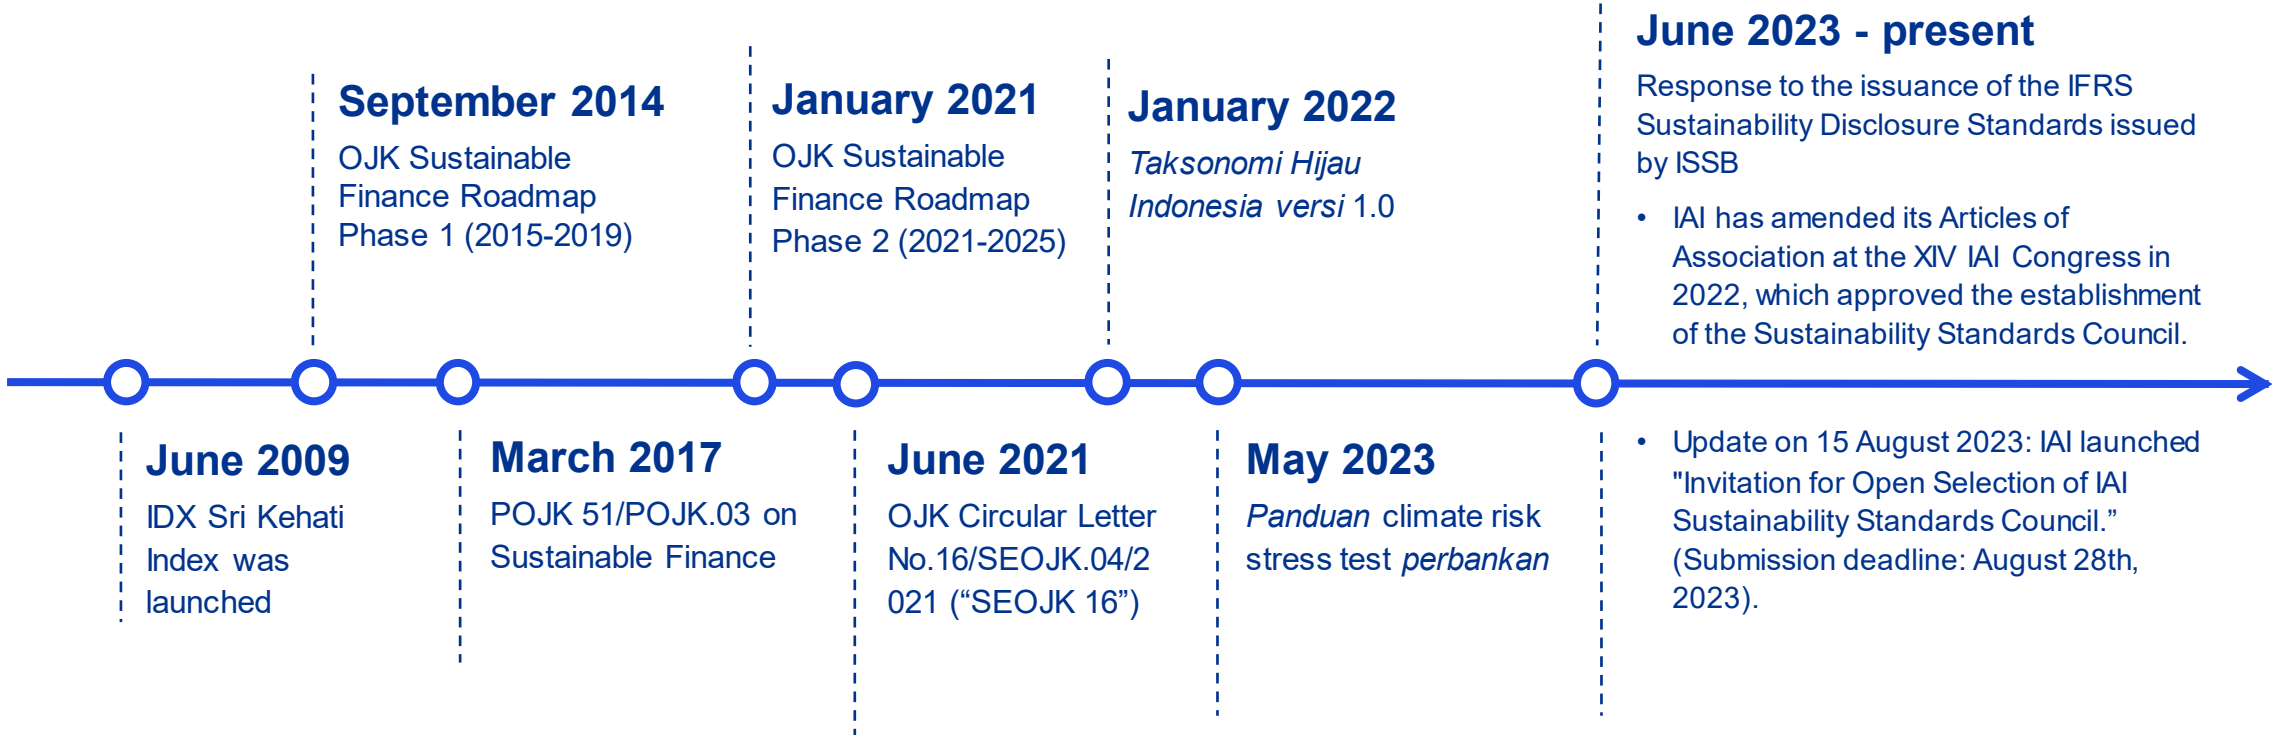 June 2009
IDX Sri Kehati
Index was
launched
September 2014
OJK Sustainable
Finance Roadmap
Phase 1 (2015-2019)
March 2017
POJK 51/POJK.03 on
Sustainable Finance
January 2021
OJK Sustainable
Finance Roadmap
Phase 2 (2021-2025)
June 2021
OJK Circular Letter
No.16/SEOJK.04/2
021 (“SEOJK 16”)
January 2022
Taksonomi Hijau
Indonesia versi 1.0
May 2023
Panduan climate risk
stress test perbankan
June 2023 - present
Response to the issuance of the IFRS
Sustainability Disclosure Standards issued
by ISSB
• IAI has amended its Articles of
Association at the XIV IAI Congress in
2022, which approved the establishment
of the Sustainability Standards Council.
• Update on 15 August 2023: IAI launched
"Invitation for Open Selection of IAI
Sustainability Standards Council.”
(Submission deadline: August 28th,
2023).